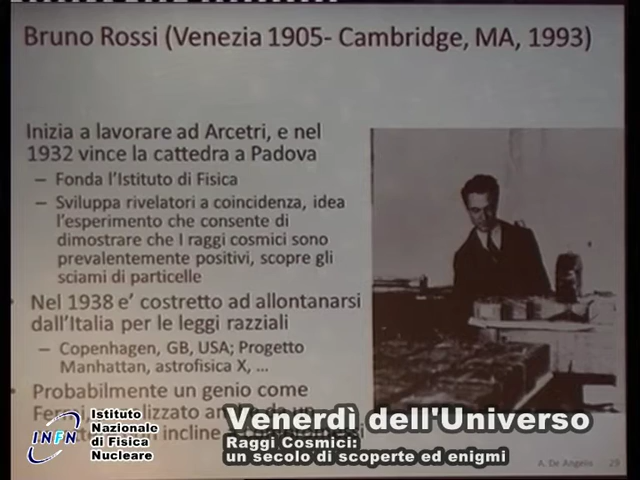 Bruno Rossi (Venezia 1905- Cambridge, MA, 1993)
Inizia a lavorare ad Arcetri, e nel
1932 vince la cattedra a Padova
– Fonda l'Istituto di Fisica
– Sviluppa rivelatori a coincidenza, idea
l'esperimento che consente di
dimostrare che I raggi cosmici sono
prevalentemente positivi, scopre gli
sciami di particelle
• Nel 1938 e' costretto ad allontanarsi
dall'Italia per le leggi razziali
– Copenhagen, GB, USA; Progetto
Manhattan, astrofisica X, ...
• Probabilmente un genio come
incline
INFN
Istituto
Nazionale
di Fisica
Nucleare
Venerdì dell'Universo
Raggi Cosmici:
un secolo di scoperte ed enigmi
A. De Angelis 29